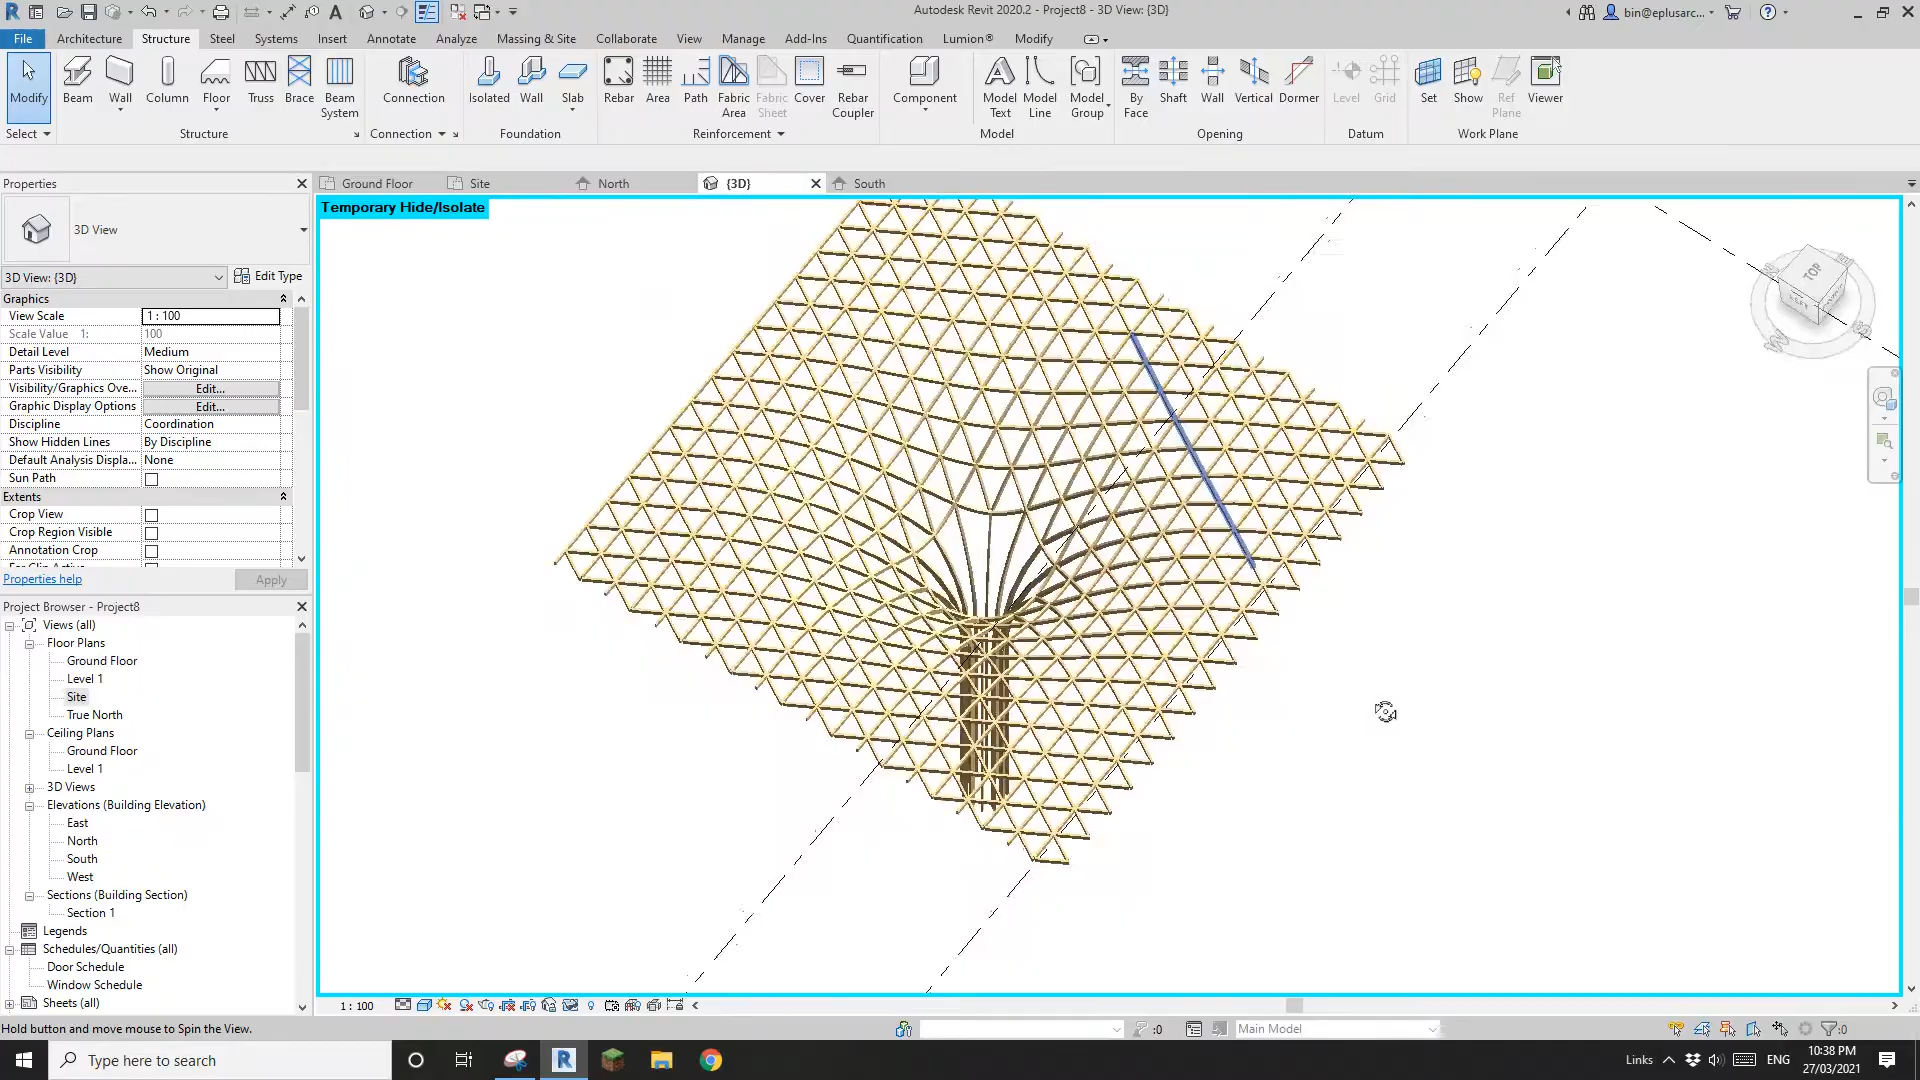 Autodesk Revit 2020.2 - Project8 - 3D View: {3D}
bin@eplusarc...
File Architecture Structure Steel Systems Insert Annotate Analyze Massing & Site Collaborate View Manage Add-Ins Quantification Lumion® Modify
Modify Beam Wall Column Floor Truss Brace Beam System Connection Isolated Wall Slab Rebar Area Path Fabric Area Fabric Sheet Cover Rebar Coupler Component Model Text Model Line Model Group By Face Shaft Wall Vertical Dormer Level Grid Set Show Ref Plane Viewer
Select Structure Connection Foundation Reinforcement Model Opening Datum Work Plane
Properties
Ground Floor Site North {3D} South
Temporary Hide/Isolate
3D View
3D View: {3D} Edit Type
Graphics
View Scale 1 : 100
Scale Value 1: 100
Detail Level Medium
Parts Visibility Show Original
Visibility/Graphics Ove... Edit...
Graphic Display Options Edit...
Discipline Coordination
Show Hidden Lines By Discipline
Default Analysis Displa... None
Sun Path
Extents
Crop View
Crop Region Visible
Annotation Crop
Properties help Apply
TOP
LEFT
Project Browser - Project8
Views (all)
Floor Plans
Ground Floor
Level 1
Site
True North
Ceiling Plans
Ground Floor
Level 1
3D Views
Elevations (Building Elevation)
East
North
South
West
Sections (Building Section)
Section 1
Legends
Schedules/Quantities (all)
Door Schedule
Window Schedule
Sheets (all)
1 : 100
Hold button and move mouse to Spin the View.
:0 Main Model :0
Type here to search
Links ENG
10:38 PM
27/03/2021